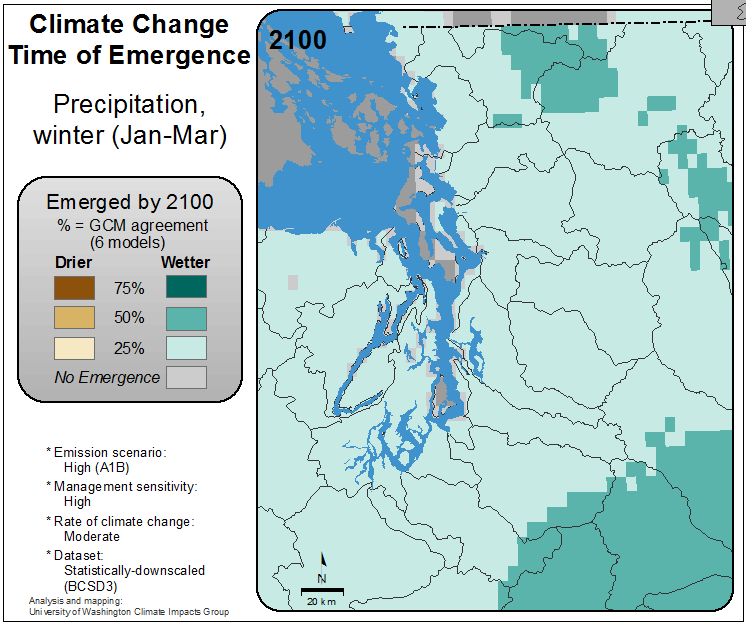 Climate Change
Time of Emergence
Precipitation,
winter (Jan-Mar)
Emerged by 2100
% = GCM agreement
(6 models)
Drier Wetter
75%
50%
25%
No Emergence
* Emission scenario:
High (A1B)
* Management sensitivity:
High
* Rate of climate change:
Moderate
* Dataset:
Statistically-downscaled
(BCSD3)
Analysis and mapping:
University of Washington Climate Impacts Group
2100
N
20 km